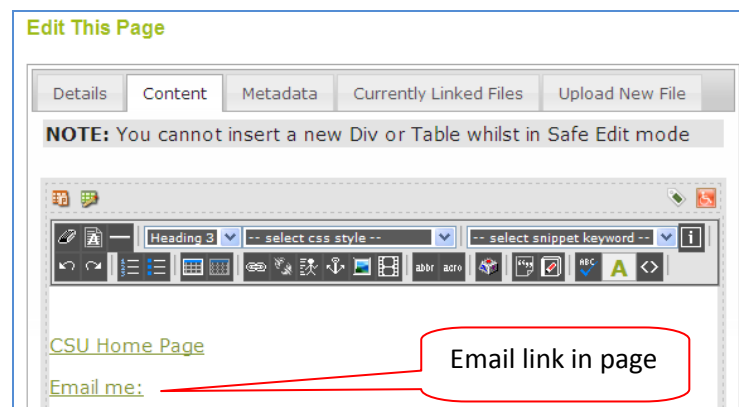 Edit This Page
Details Content Metadata Currently Linked Files Upload New File
NOTE: You cannot insert a new Div or Table whilst in Safe Edit mode
A Heading 3 -- select css style -- -- select snippet keyword -- i
abbr acro ABC A <>
CSU Home Page
Email link in page
Email me: